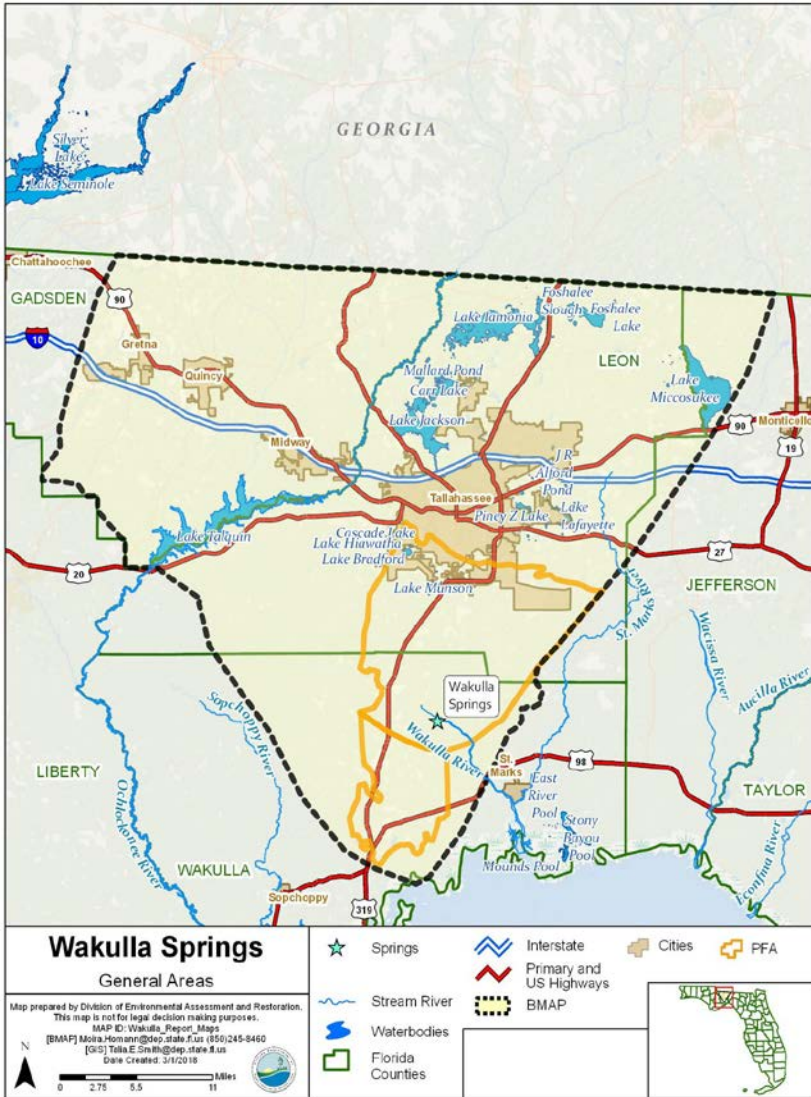 GEORGIA
Silver
Lake
Lake Seminole
Chattahoochee
GADSDEN
90
10
Gretna
Quincy
Midway
Lake Iamonia
Foshalee
Slough
Foshalee
Lake
LEON
Mallard Pond
Carr Lake
Lake Jackson
Lake
Miccosukee
Monticello
90
19
J R
Alford
Pond
Tallahassee
Piney Z Lake
Lake
Lafayette
Lake Talquin
Cascade Lake
Lake Hiawatha
Lake Bradford
Lake Munson
20
27
JEFFERSON
St. Marks
River
Wacissa River
Aucilla River
Wakulla
Springs
Wakulla River
Sopchoppy River
LIBERTY
Ochlockonee River
St.
Marks
98
TAYLOR
East
River
Pool
Stony
Bayou
Pool
Mounds Pool
Econfina River
WAKULLA
Sopchoppy
319
Wakulla Springs
General Areas
Map prepared by Division of Environmental Assessment and Restoration.
This map is not for legal decision making purposes.
MAP ID: Wakulla_Report_Maps
[BMAP] Moira.Homann@dep.state.fl.us (850)245-8460
[GIS] Talia.E.Smith@dep.state.fl.us
Date Created: 3/1/2018
N
Miles
0 2.75 5.5 11
Springs
Stream River
Waterbodies
Florida
Counties
Interstate
Primary and
US Highways
BMAP
Cities
PFA